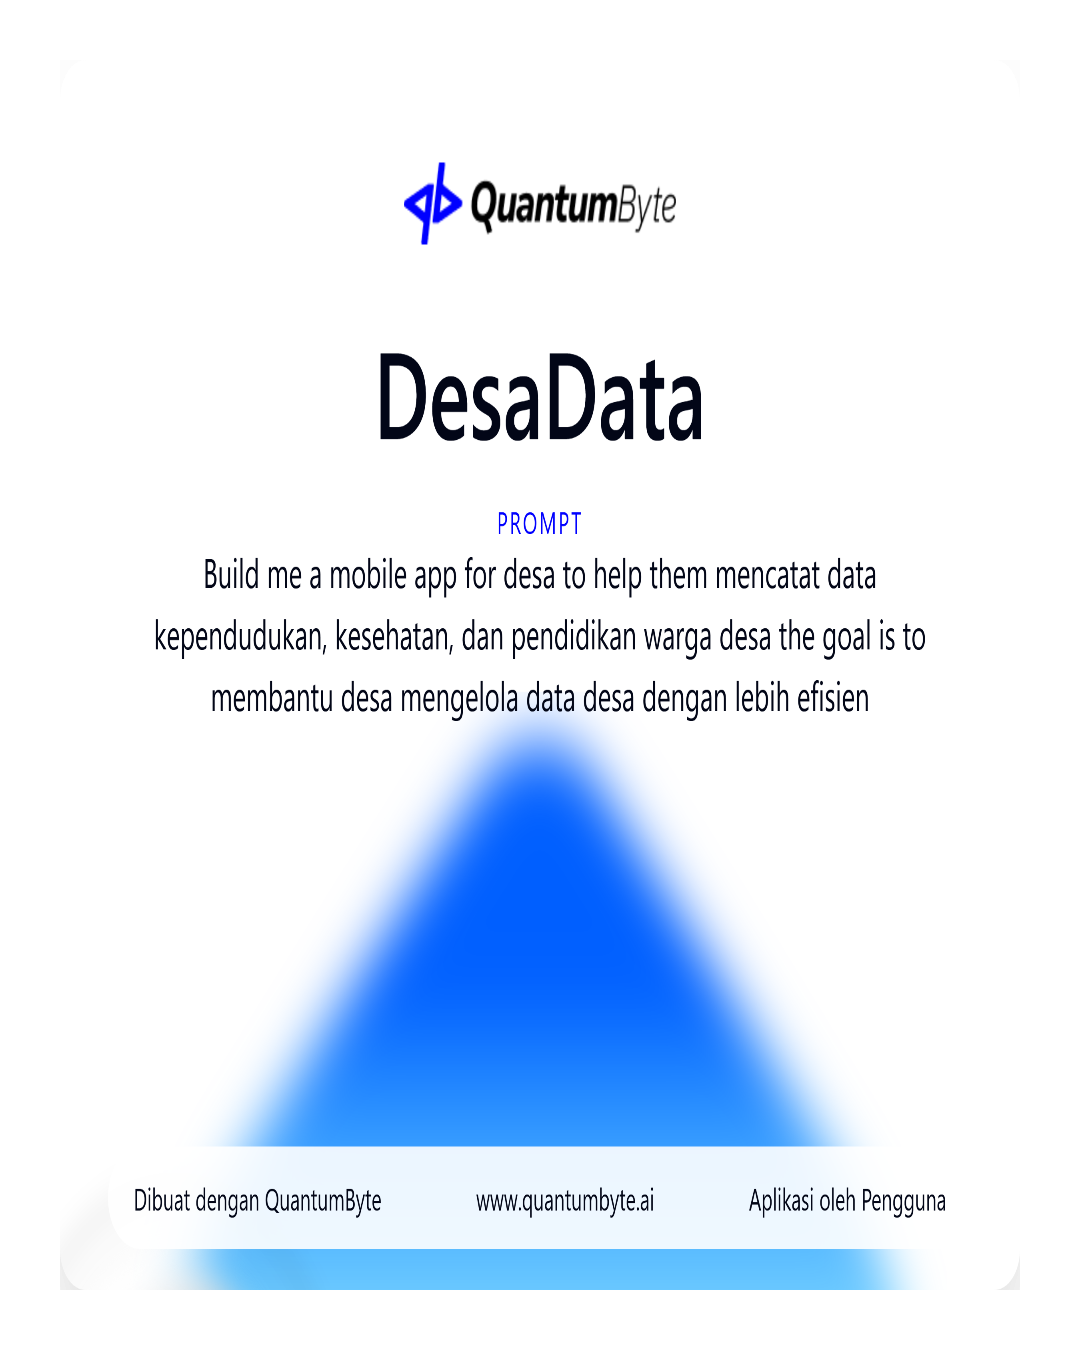 QuantumByte
DesaData
PROMPT
Build me a mobile app for desa to help them mencatat data
kependudukan, kesehatan, dan pendidikan warga desa the goal is to
membantu desa mengelola data desa dengan lebih efisien
Dibuat dengan QuantumByte
www.quantumbyte.ai
Aplikasi oleh Pengguna